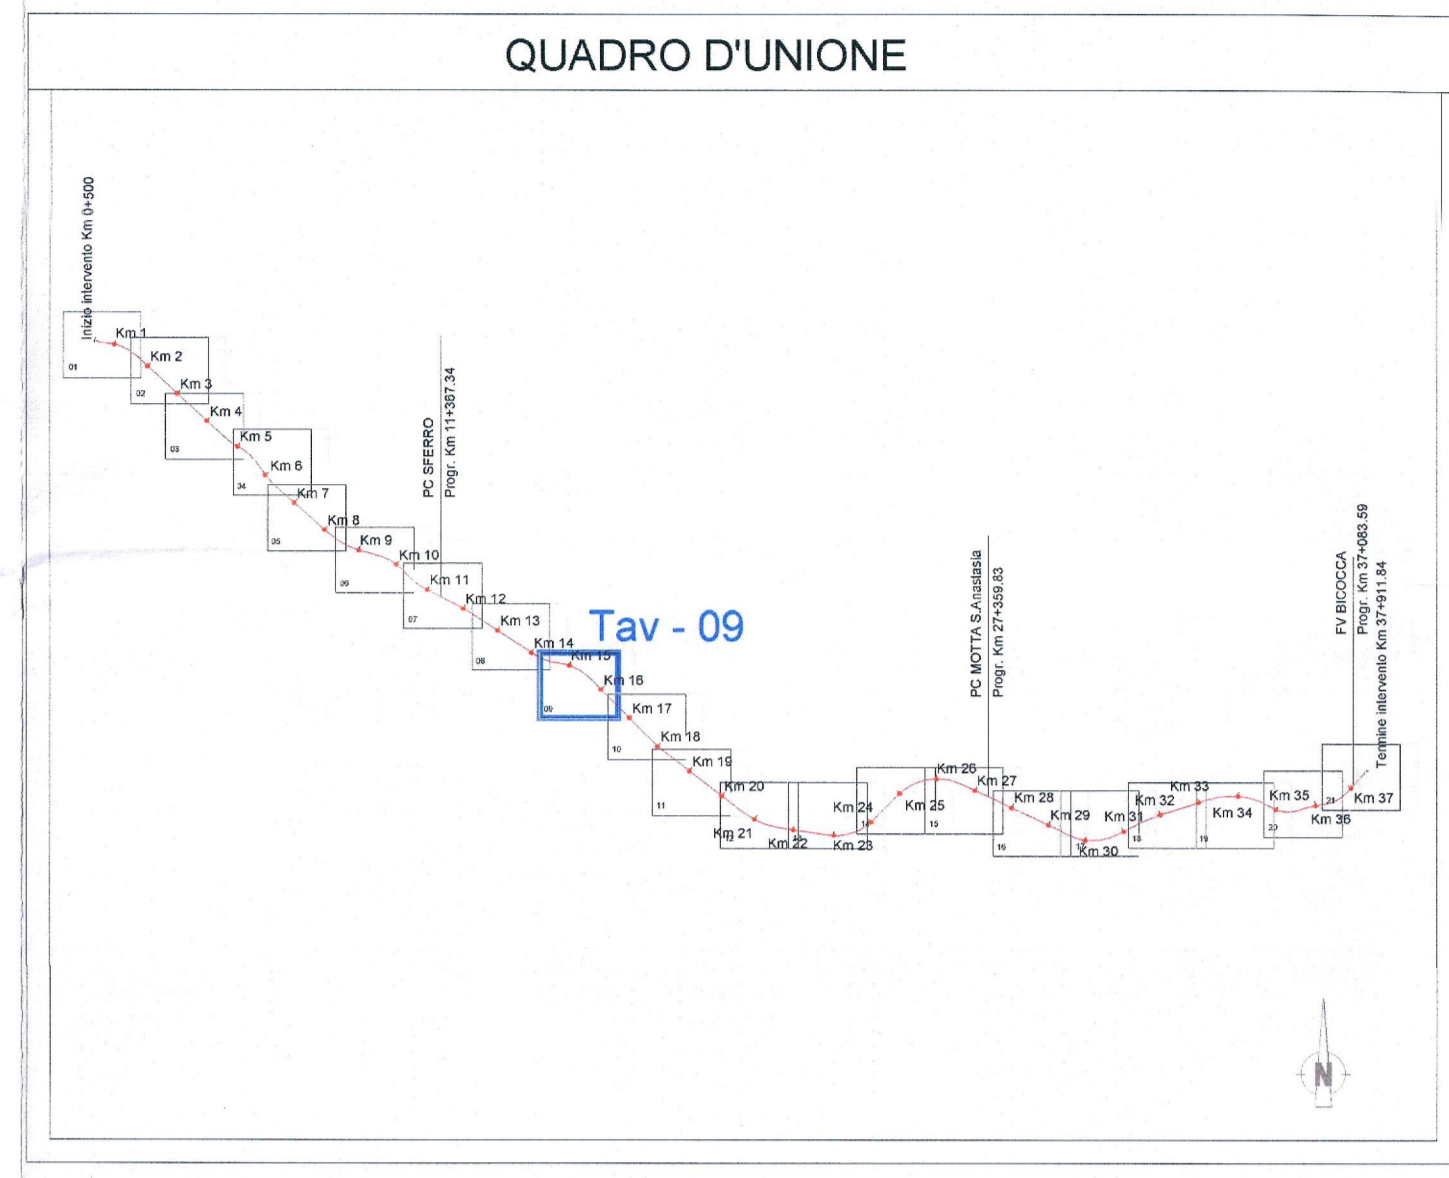 QUADRO D'UNIONE
Inizio intervento Km 0+500
Km 1
01
Km 2
02
Km 3
Km 4
03
Km 5
Km 6
04
Km 7
05
Km 8
Km 9
06
Km 10
PC SFERRO
Progr. Km 11+367.34
Km 11
07
Km 12
Km 13
08
Km 14
Tav - 09
Km 15
Km 16
09
Km 17
10
Km 18
Km 19
11
Km 20
Km 21
12
Km 22
13
Km 23
Km 24
14
Km 25
15
Km 26
PC MOTTA S.Anastasia
Progr. Km 27+359.83
Km 27
Km 28
16
Km 29
17
Km 30
Km 31
18
Km 32
Km 33
19
Km 34
Km 35
20
Km 36
21
Km 37
FV BICOCCA
Progr. Km 37+083.59
Termine intervento Km 37+911.84
N